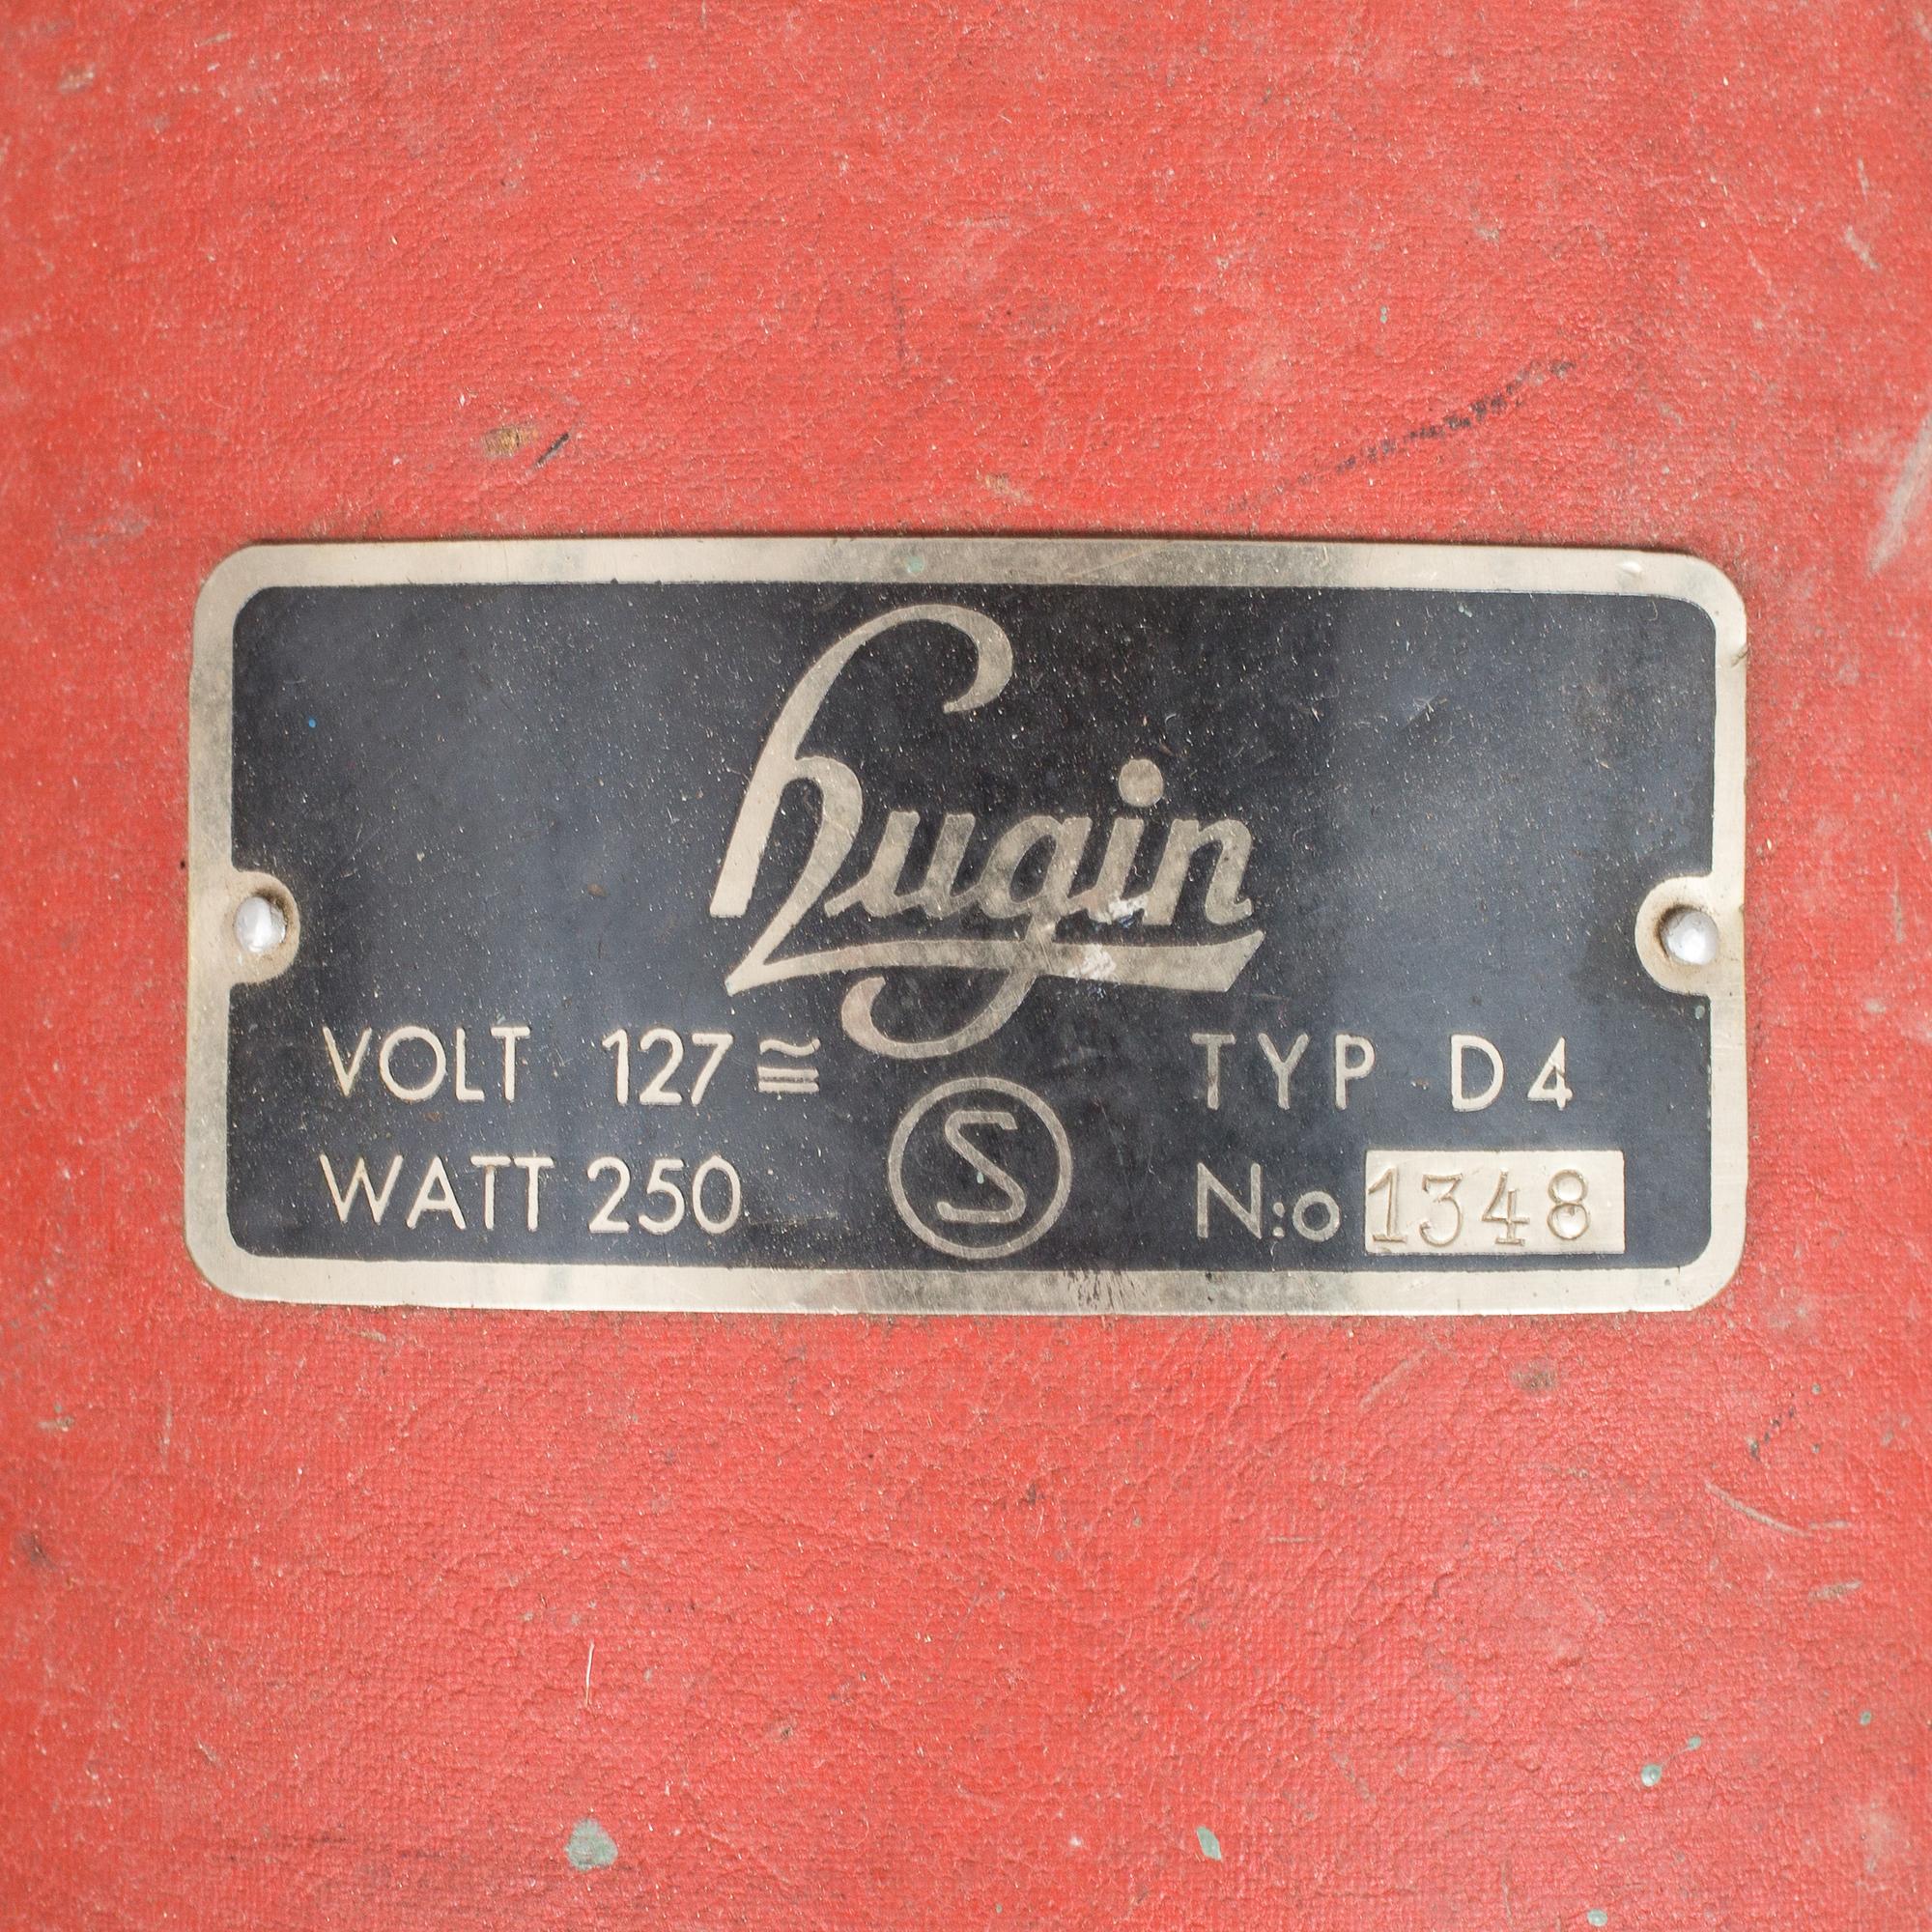 hugin
VOLT 127 ≅ TYP D4
S
WATT 250 N:o 1348